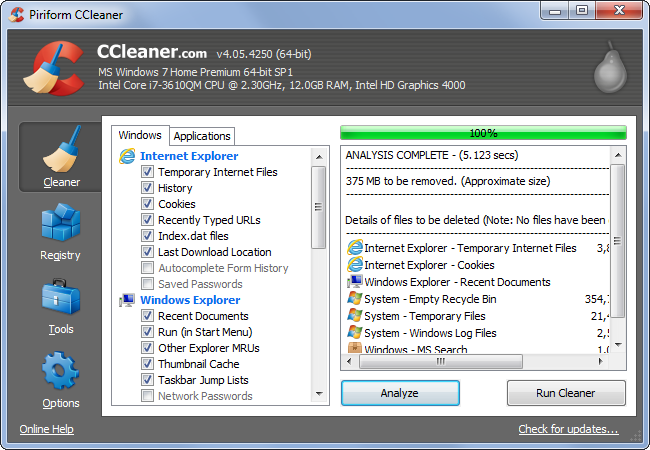 Piriform CCleaner
CCleaner.com v4.05.4250 (64-bit)
MS Windows 7 Home Premium 64-bit SP1
Intel Core i7-3610QM CPU @ 2.30GHz, 12.0GB RAM, Intel HD Graphics 4000
Cleaner
Registry
Tools
Options
Windows
Applications
Internet Explorer
Temporary Internet Files
History
Cookies
Recently Typed URLs
Index.dat files
Last Download Location
Autocomplete Form History
Saved Passwords
Windows Explorer
Recent Documents
Run (in Start Menu)
Other Explorer MRUs
Thumbnail Cache
Taskbar Jump Lists
Network Passwords
100%
ANALYSIS COMPLETE - (5.123 secs)
375 MB to be removed. (Approximate size)
Details of files to be deleted (Note: No files have been
Internet Explorer - Temporary Internet Files 3,8
Internet Explorer - Cookies
Windows Explorer - Recent Documents
System - Empty Recycle Bin 354,7
System - Temporary Files 21,4
System - Windows Log Files 2,5
Windows - MS Search 1,0
Analyze
Run Cleaner
Online Help
Check for updates...